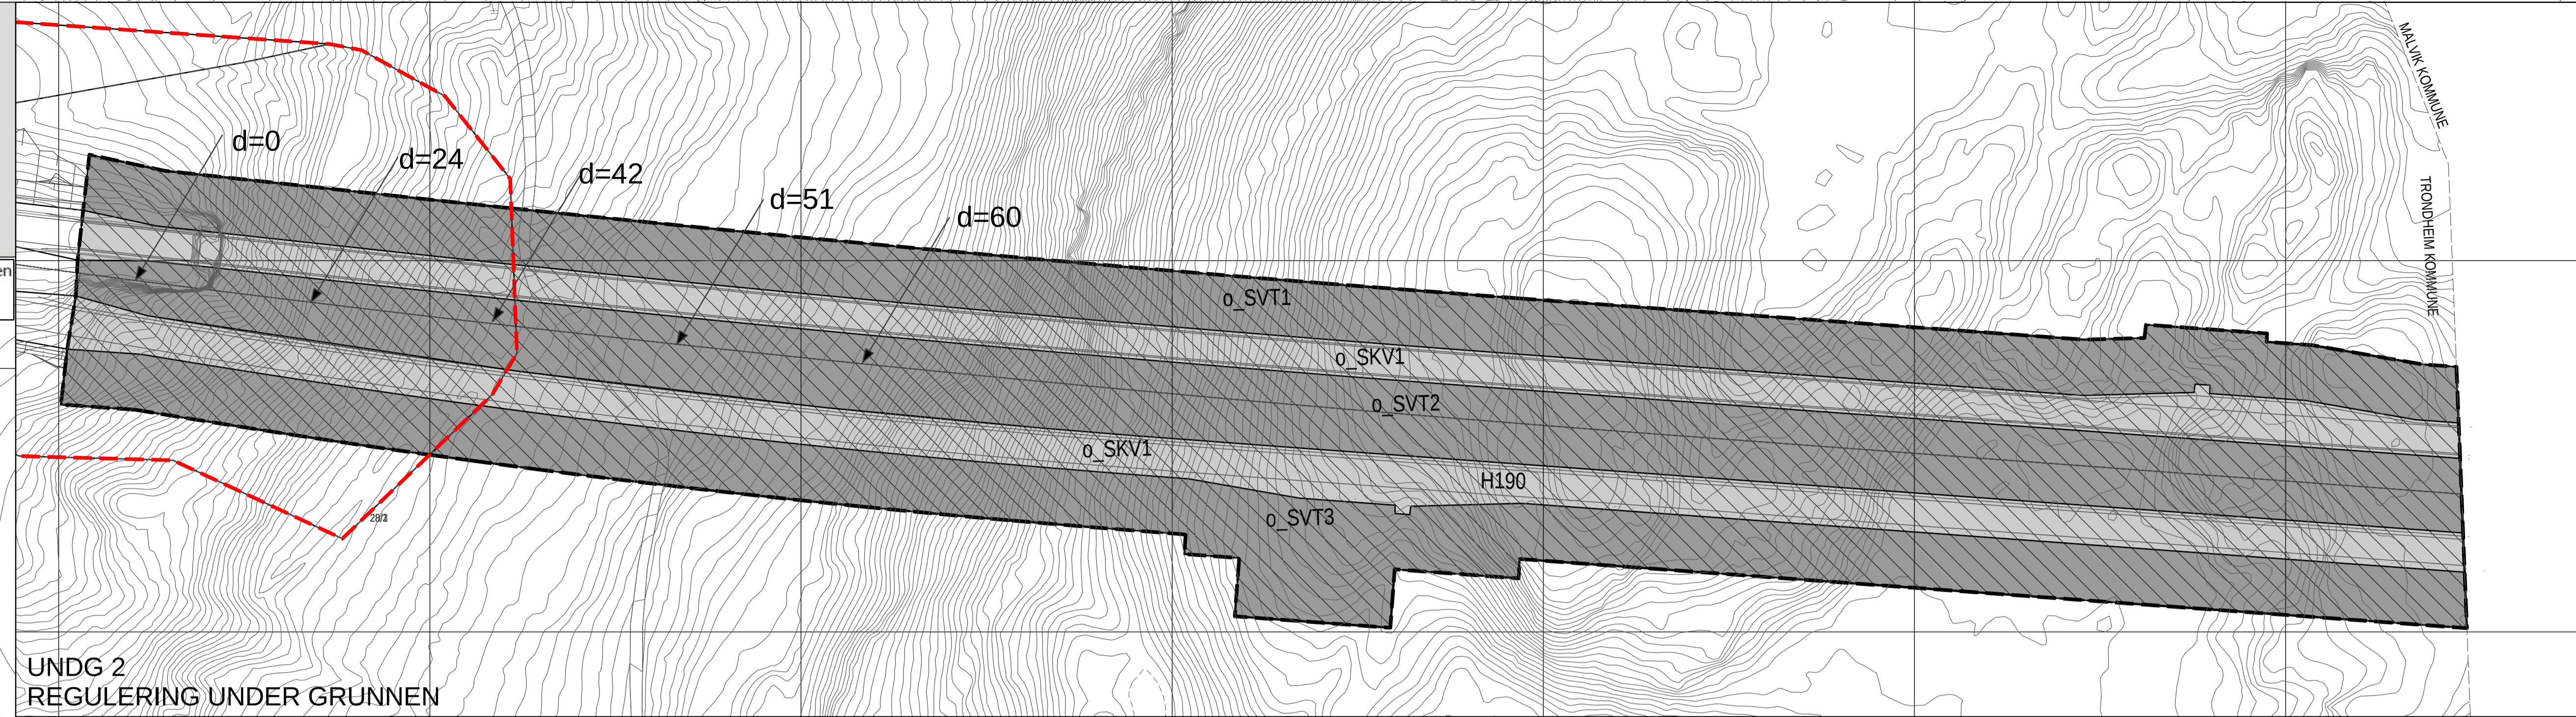 MALVIK KOMMUNE
TRONDHEIM KOMMUNE
d=0
d=24
d=42
d=51
d=60
en
o_SVT1
o_SKV1
o_SVT2
o_SKV1
H190
o_SVT3
UNDG 2
REGULERING UNDER GRUNNEN